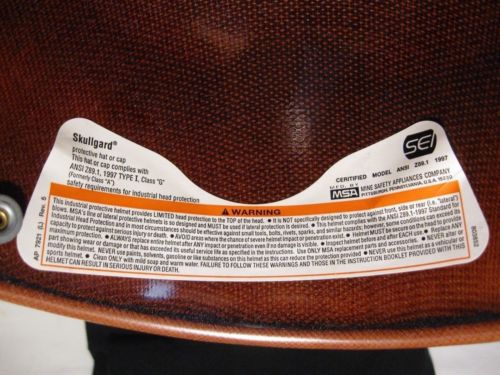 Skullgard®
protective hat or cap
This hat or cap complies with
ANSI Z89.1, 1997 TYPE I, Class "G"
(Formerly Class "A")
safety requirements for industrial head protection
SEI
CERTIFIED MODEL ANSI Z89.1 1997
MFD. BY
MSA
MINE SAFETY APPLIANCES COMPANY
PITTSBURGH, PENNSYLVANIA, U.S.A. 15230
WARNING
This industrial protective helmet provides LIMITED head protection to the TOP of the head. • It is NOT specifically designed to protect against front, side or rear (i.e. "lateral")
blows. MSA's line of lateral protective helmets is so designed and MUST be used if lateral protection is desired. • This helmet complies with the ANSI Z89.1-1997 Standard for
Industrial Head Protection and in most circumstances should be effective against small tools, bolts, rivets, sparks, and similar hazards; however, some
capacity to protect against serious injury or death. • AVOID areas where the chance of severe helmet impact or penetration exists. • Helmet MUST be secure on the
maximum protection. • ALWAYS replace entire helmet after ANY impact or penetration even if damage is not visible. • Inspect helmet before and after EACH use. • Replace any
part showing wear or damage or that has exceeded its useful service life as specified in these instructions. • Use only MSA replacement parts and accessories. • NEVER alter or
modify this helmet. NEVER use paints, solvents, gasoline or like substances on this helmet as this can reduce the protection provided. • NEVER use this helmet as a vehicular or
sports helmet. • Clean ONLY with mild soap and warm water. FAILURE TO FOLLOW THESE WARNINGS AND THOSE IN THE INSTRUCTION BOOKLET PROVIDED WITH THIS
HELMET CAN RESULT IN SERIOUS INJURY OR DEATH.
AP 7921 (L) Rev. 6